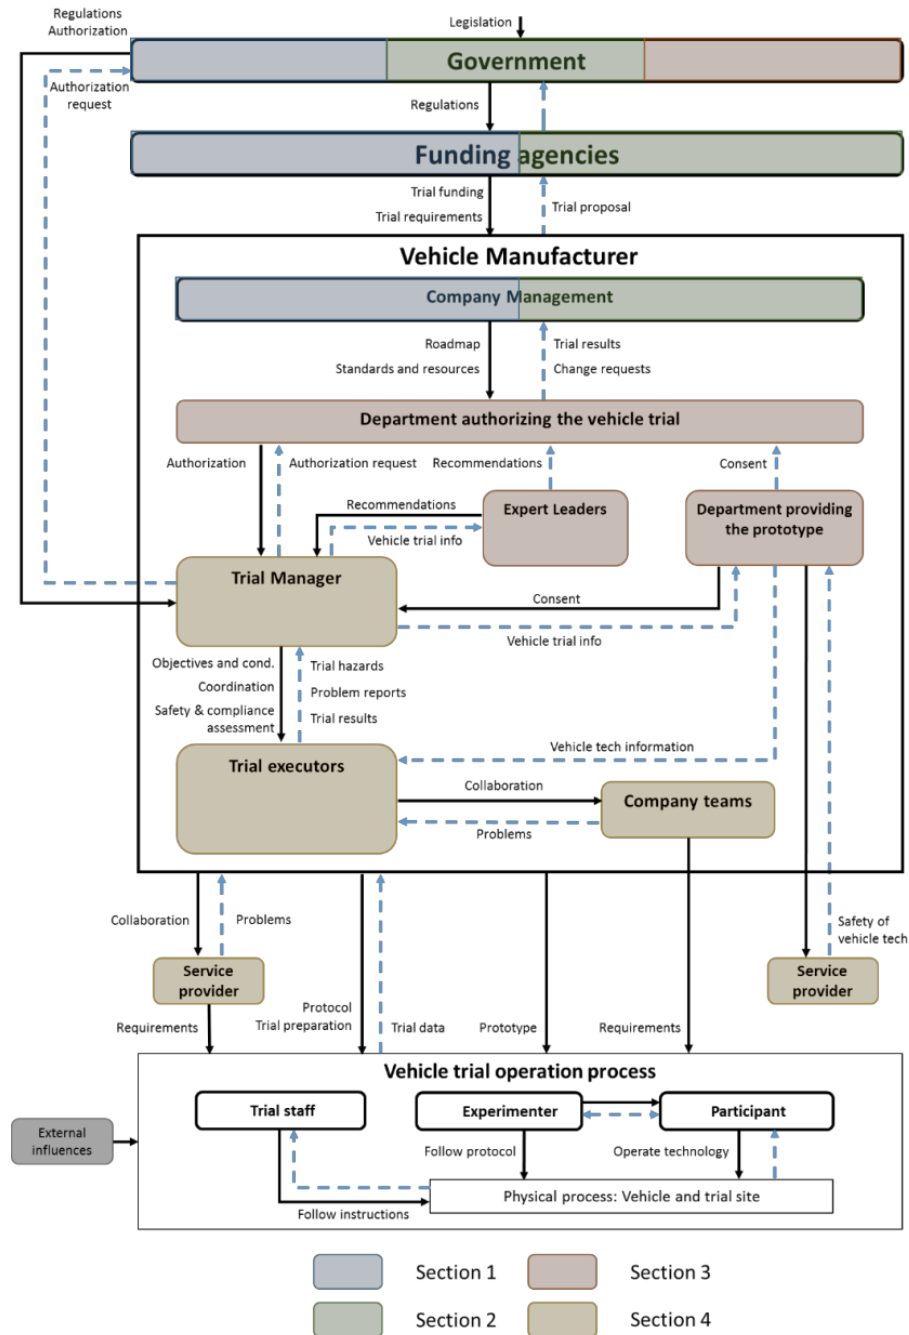 Regulations
Authorization
Legislation
Government
Authorization
request
Regulations
Funding agencies
Trial funding
Trial requirements
Trial proposal
Vehicle Manufacturer
Company Management
Roadmap
Standards and resources
Trial results
Change requests
Department authorizing the vehicle trial
Authorization
Authorization request
Recommendations
Consent
Recommendations
Vehicle trial info
Expert Leaders
Department providing
the prototype
Trial Manager
Consent
Vehicle trial info
Objectives and cond.
Coordination
Safety & compliance
assessment
Trial hazards
Problem reports
Trial results
Vehicle tech information
Trial executors
Collaboration
Problems
Company teams
Collaboration
Problems
Safety of
vehicle tech
Service
provider
Service
provider
Requirements
Protocol
Trial preparation
Trial data
Prototype
Requirements
Vehicle trial operation process
Trial staff
Experimenter
Participant
External
influences
Follow protocol
Operate technology
Physical process: Vehicle and trial site
Follow instructions
Section 1
Section 3
Section 2
Section 4